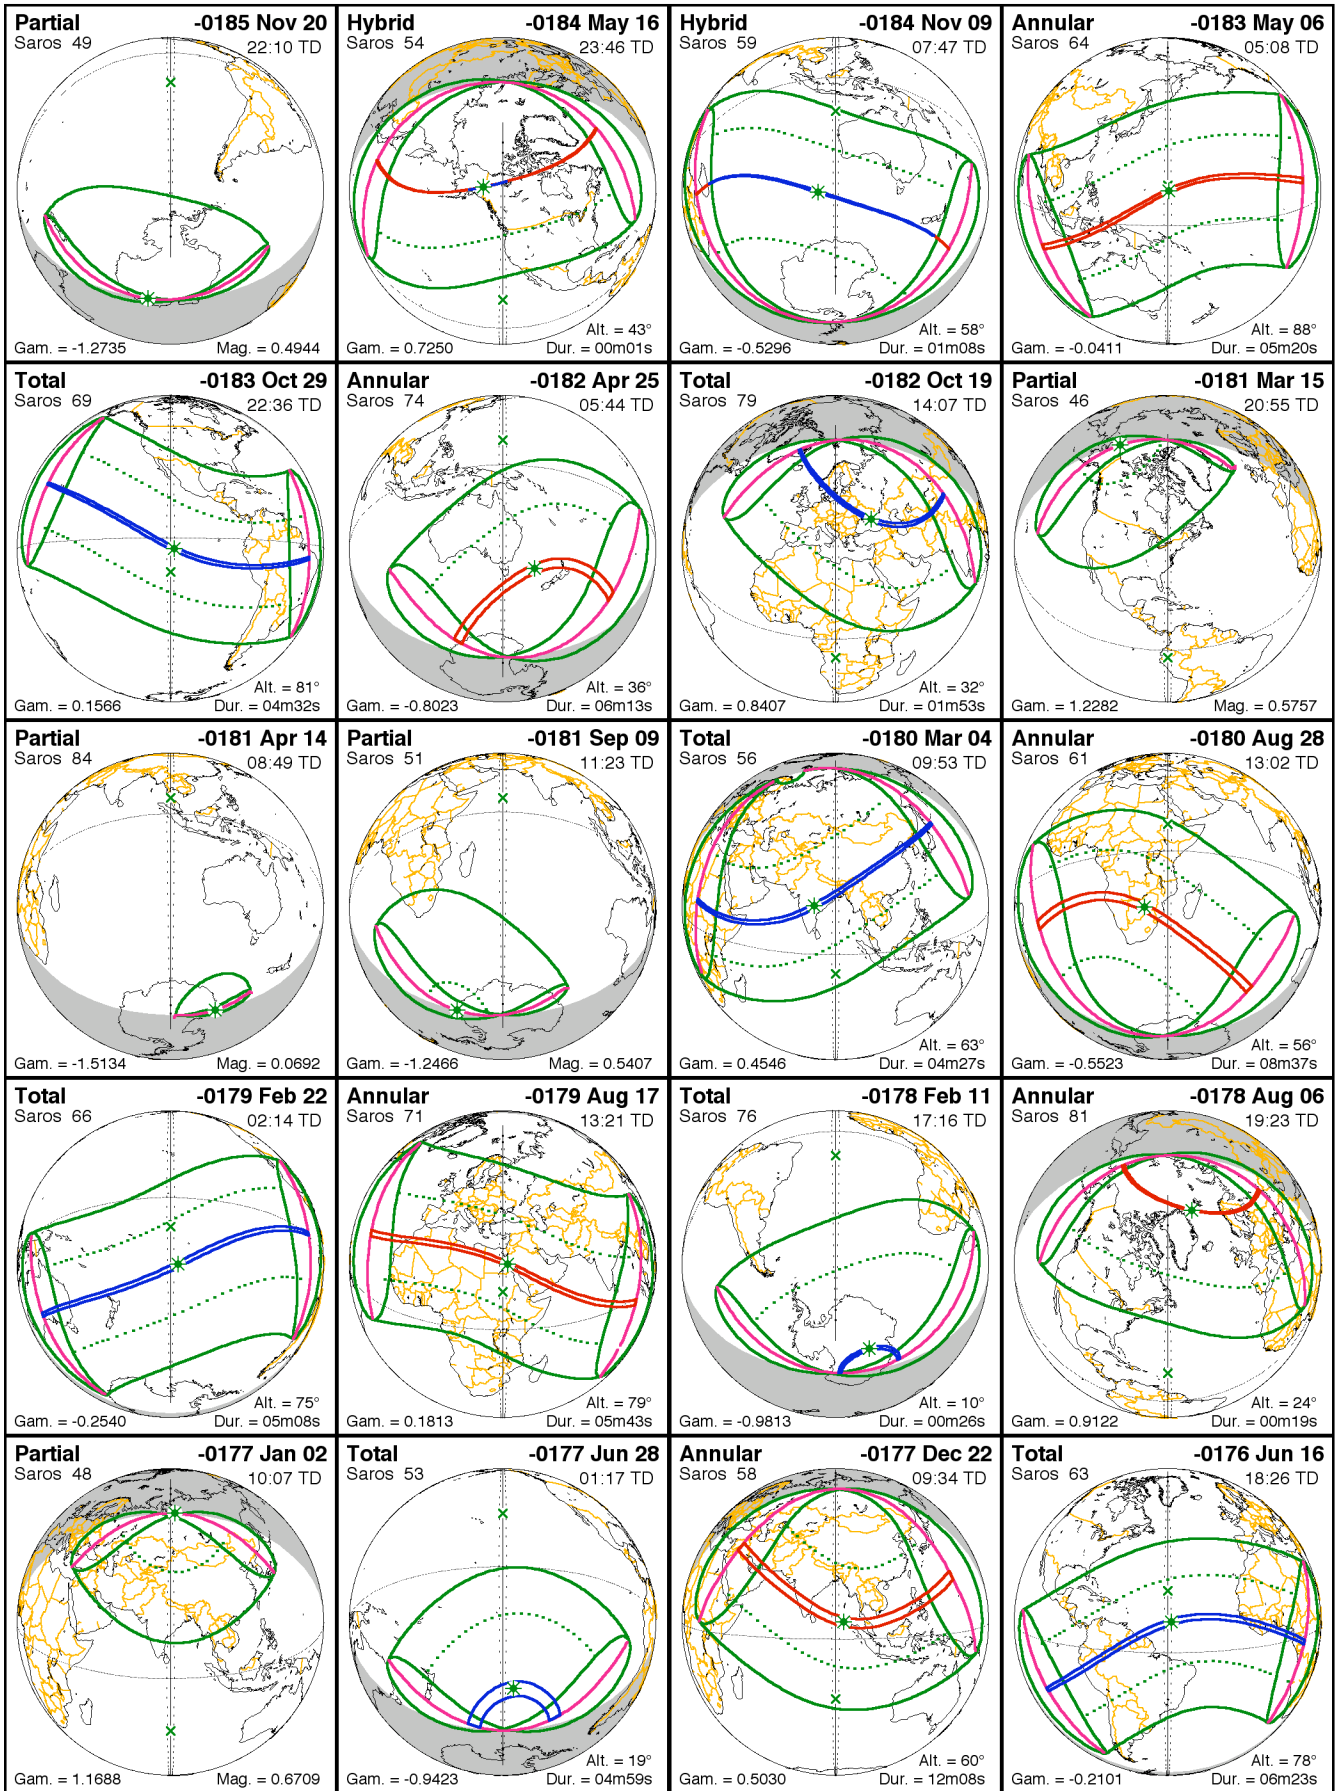 Partial -0185 Nov 20
Saros 49 22:10 TD
Gam. = -1.2735 Mag. = 0.4944
Hybrid -0184 May 16
Saros 54 23:46 TD
Alt. = 43°
Gam. = 0.7250 Dur. = 00m01s
Hybrid -0184 Nov 09
Saros 59 07:47 TD
Alt. = 58°
Gam. = -0.5296 Dur. = 01m08s
Annular -0183 May 06
Saros 64 05:08 TD
Alt. = 88°
Gam. = -0.0411 Dur. = 05m20s
Total -0183 Oct 29
Saros 69 22:36 TD
Alt. = 81°
Gam. = 0.1566 Dur. = 04m32s
Annular -0182 Apr 25
Saros 74 05:44 TD
Alt. = 36°
Gam. = -0.8023 Dur. = 06m13s
Total -0182 Oct 19
Saros 79 14:07 TD
Alt. = 32°
Gam. = 0.8407 Dur. = 01m53s
Partial -0181 Mar 15
Saros 46 20:55 TD
Gam. = 1.2282 Mag. = 0.5757
Partial -0181 Apr 14
Saros 84 08:49 TD
Gam. = -1.5134 Mag. = 0.0692
Partial -0181 Sep 09
Saros 51 11:23 TD
Gam. = -1.2466 Mag. = 0.5407
Total -0180 Mar 04
Saros 56 09:53 TD
Alt. = 63°
Gam. = 0.4546 Dur. = 04m27s
Annular -0180 Aug 28
Saros 61 13:02 TD
Alt. = 56°
Gam. = -0.5523 Dur. = 08m37s
Total -0179 Feb 22
Saros 66 02:14 TD
Alt. = 75°
Gam. = -0.2540 Dur. = 05m08s
Annular -0179 Aug 17
Saros 71 13:21 TD
Alt. = 79°
Gam. = 0.1813 Dur. = 05m43s
Total -0178 Feb 11
Saros 76 17:16 TD
Alt. = 10°
Gam. = -0.9813 Dur. = 00m26s
Annular -0178 Aug 06
Saros 81 19:23 TD
Alt. = 24°
Gam. = 0.9122 Dur. = 00m19s
Partial -0177 Jan 02
Saros 48 10:07 TD
Gam. = 1.1688 Mag. = 0.6709
Total -0177 Jun 28
Saros 53 01:17 TD
Alt. = 19°
Gam. = -0.9423 Dur. = 04m59s
Annular -0177 Dec 22
Saros 58 09:34 TD
Alt. = 60°
Gam. = 0.5030 Dur. = 12m08s
Total -0176 Jun 16
Saros 63 18:26 TD
Alt. = 78°
Gam. = -0.2101 Dur. = 06m23s